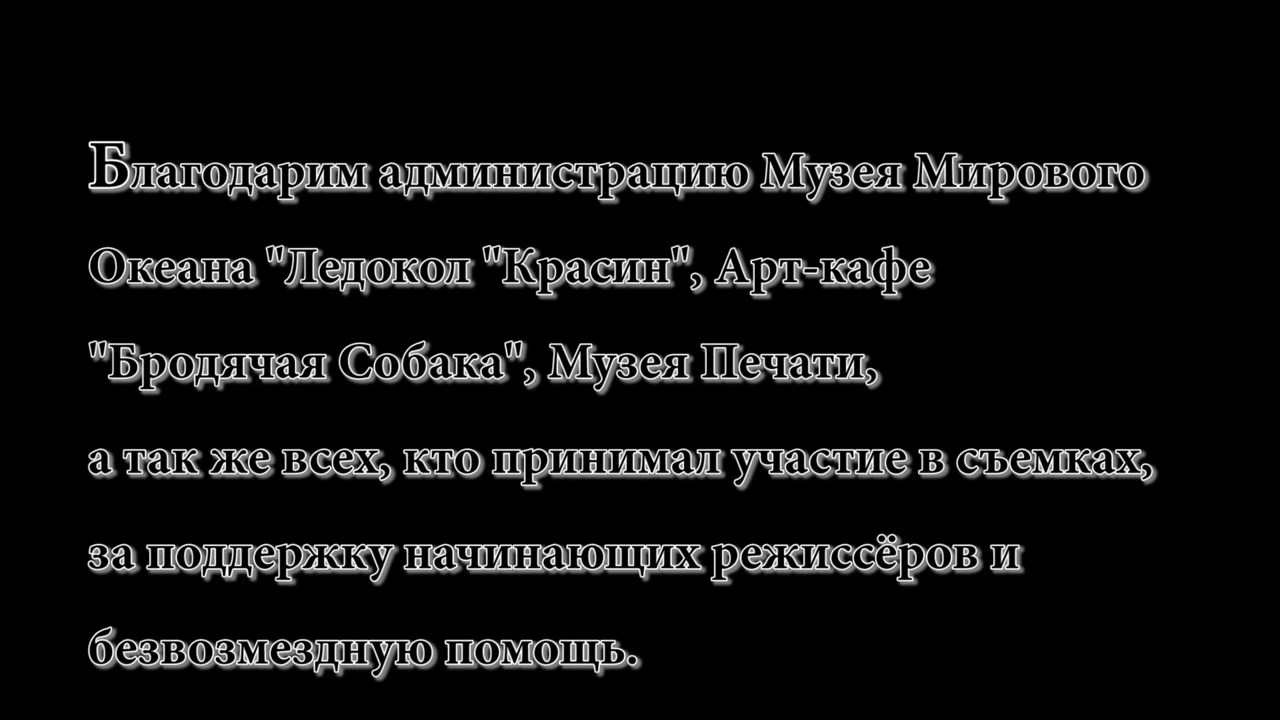 Благодарим администрацию Музея Мирового
Океана "Ледокол "Красин", Арт-кафе
"Бродячая Собака", Музея Печати,
а так же всех, кто принимал участие в съемках,
за поддержку начинающих режиссёров и
безвозмездную помощь.